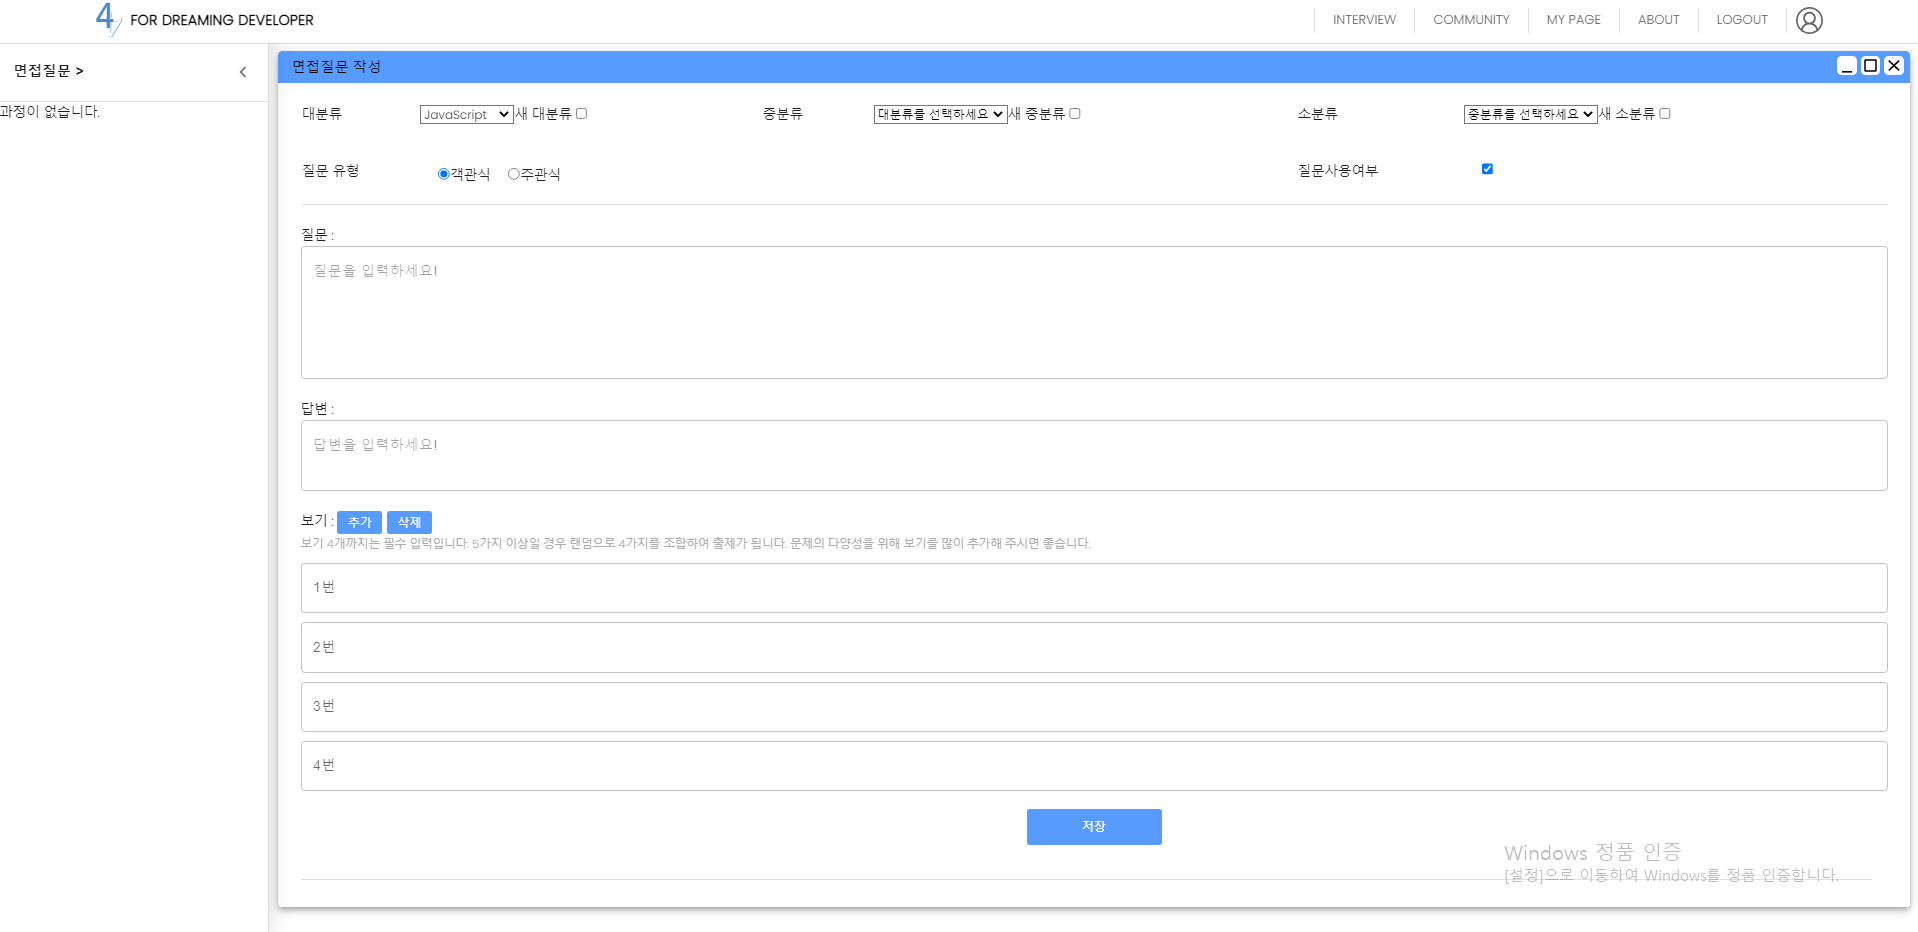 4 FOR DREAMING DEVELOPER
INTERVIEW COMMUNITY MY PAGE ABOUT LOGOUT
면접질문 >
과정이 없습니다.
면접질문 작성
대분류 JavaScript 새 대분류 중분류 대분류를 선택하세요 새 중분류 소분류 중분류를 선택하세요 새 소분류
질문 유형 객관식 주관식 질문사용여부
질문 :
질문을 입력하세요!
답변 :
답변을 입력하세요!
보기 : 추가 삭제
보기 4개까지는 필수 입력입니다. 5가지 이상일 경우 랜덤으로 4가지를 조합하여 출제가 됩니다. 문제의 다양성을 위해 보기를 많이 추가해 주시면 좋습니다.
1번
2번
3번
4번
저장
Windows 정품 인증
[설정]으로 이동하여 Windows를 정품 인증합니다.